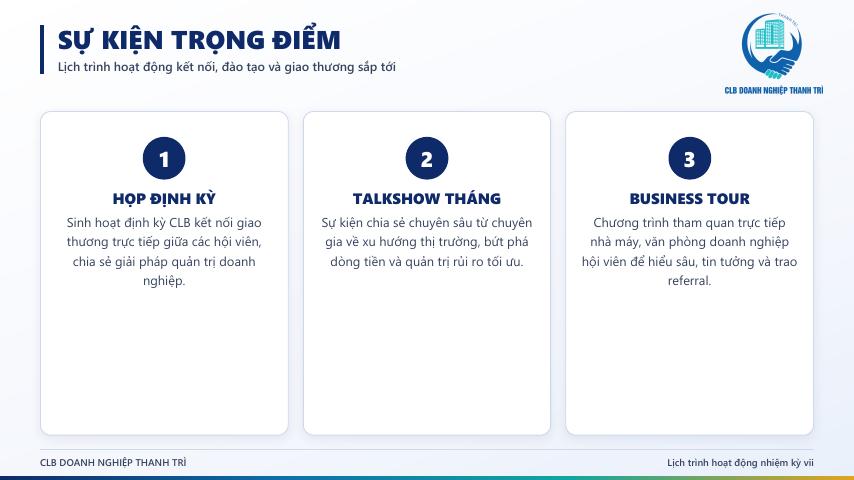 SỰ KIỆN TRỌNG ĐIỂM
Lịch trình hoạt động kết nối, đào tạo và giao thương sắp tới
THANH TRÌ
CLB DOANH NGHIỆP THANH TRÌ
1
HỌP ĐỊNH KỲ
Sinh hoạt định kỳ CLB kết nối giao
thương trực tiếp giữa các hội viên,
chia sẻ giải pháp quản trị doanh
nghiệp.
2
TALKSHOW THÁNG
Sự kiện chia sẻ chuyên sâu từ chuyên
gia về xu hướng thị trường, bứt phá
dòng tiền và quản trị rủi ro tối ưu.
3
BUSINESS TOUR
Chương trình tham quan trực tiếp
nhà máy, văn phòng doanh nghiệp
hội viên để hiểu sâu, tin tưởng và trao
referral.
CLB DOANH NGHIỆP THANH TRÌ
Lịch trình hoạt động nhiệm kỳ vii